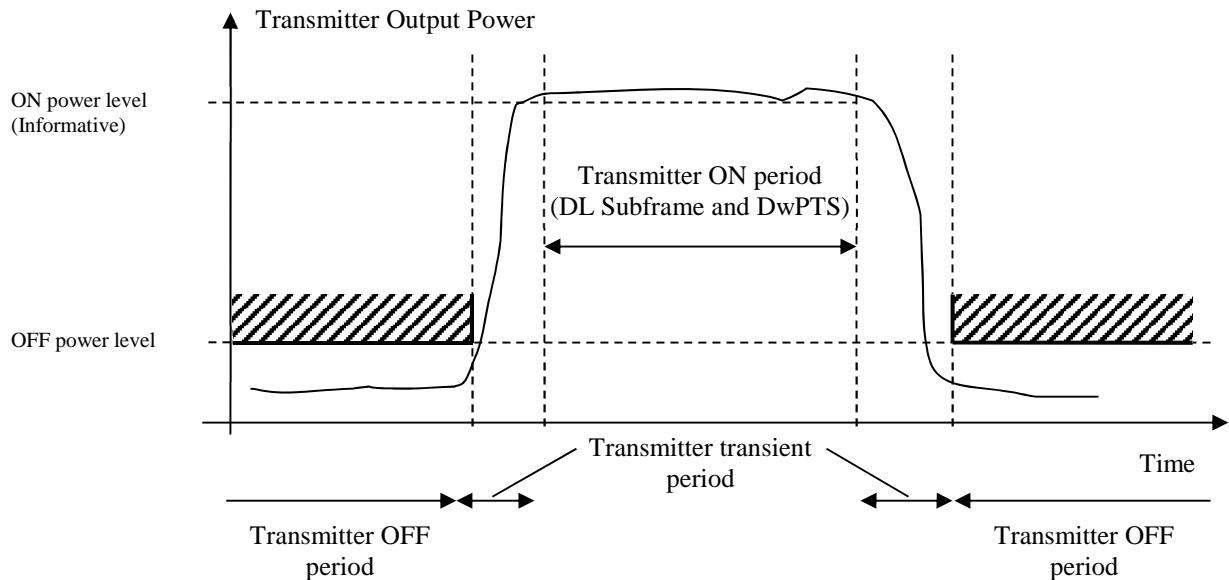 Transmitter Output Power
ON power level
(Informative)
Transmitter ON period
(DL Subframe and DwPTS)
OFF power level
Transmitter transient
period
Time
Transmitter OFF
period
Transmitter OFF
period